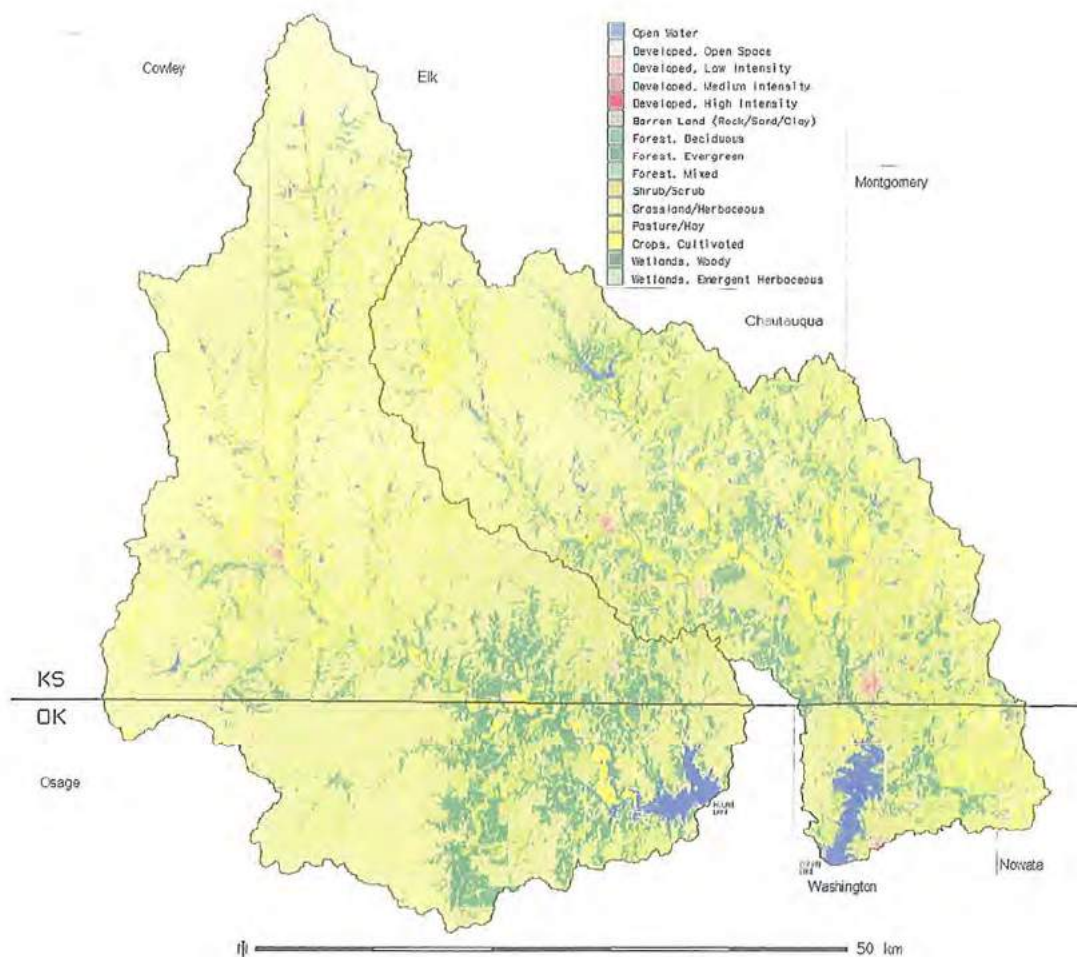 Cowley
Elk
Open Water
Developed, Open Space
Developed, Low Intensity
Developed, Medium Intensity
Developed, High Intensity
Barren Land (Rock/Sand/Clay)
Forest, Deciduous
Forest, Evergreen
Forest, Mixed
Shrub/Scrub
Grassland/Herbaceous
Pasture/Hay
Crops, Cultivated
Wetlands, Woody
Wetlands, Emergent Herbaceous
Montgomery
Chautauqua
KS
OK
Osage
Nowata
Washington
50 km